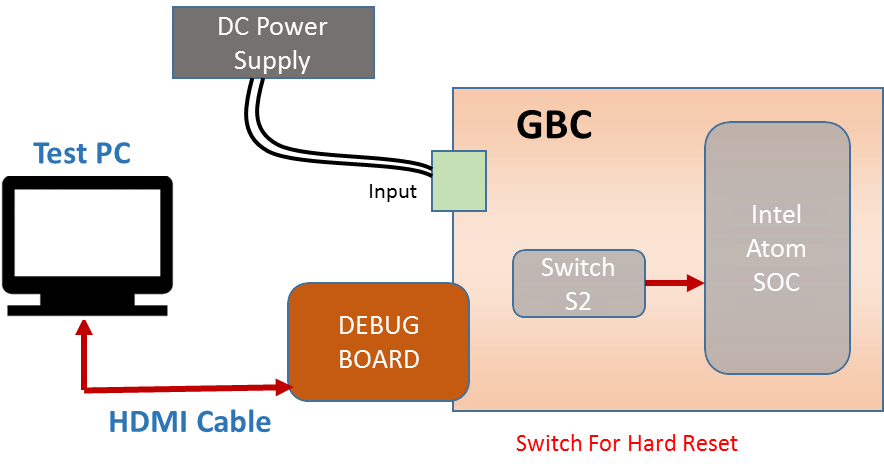 DC Power
Supply
GBC
Test PC
Input
Intel
Atom
SOC
Switch
S2
DEBUG
BOARD
HDMI Cable
Switch For Hard Reset